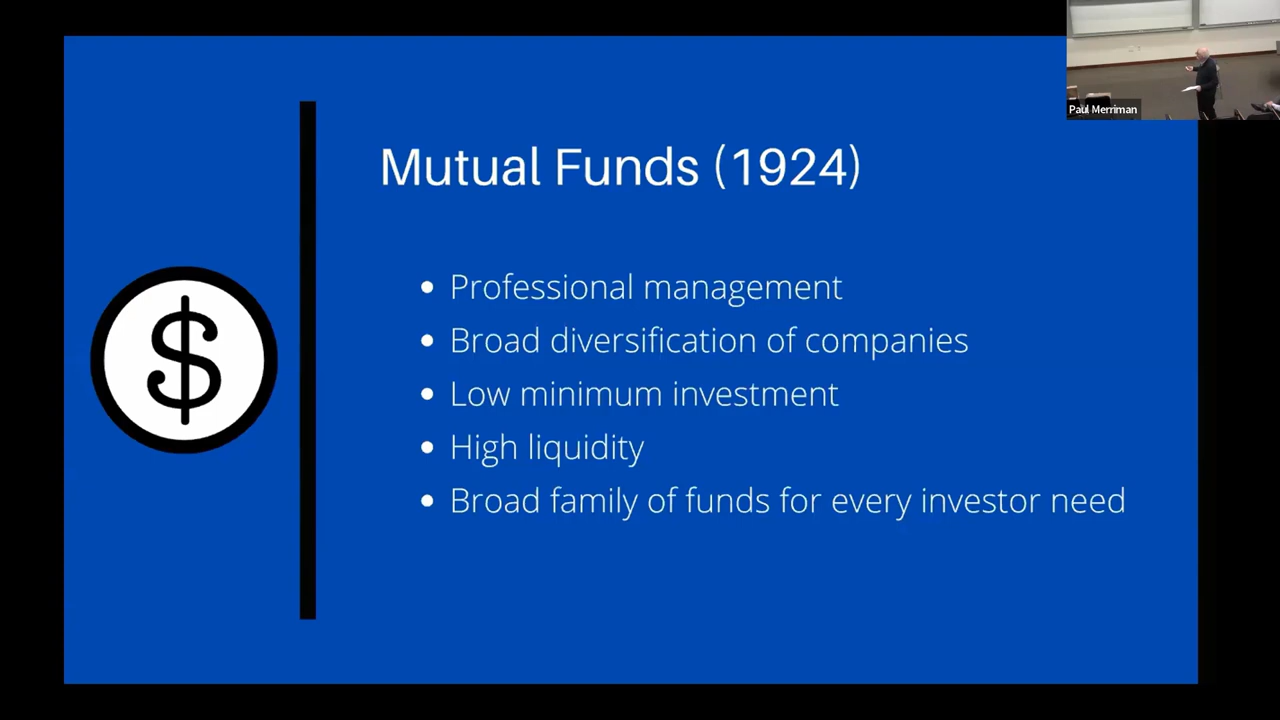 Paul Merriman
Mutual Funds (1924)
• Professional management
• Broad diversification of companies
• Low minimum investment
• High liquidity
• Broad family of funds for every investor need
$